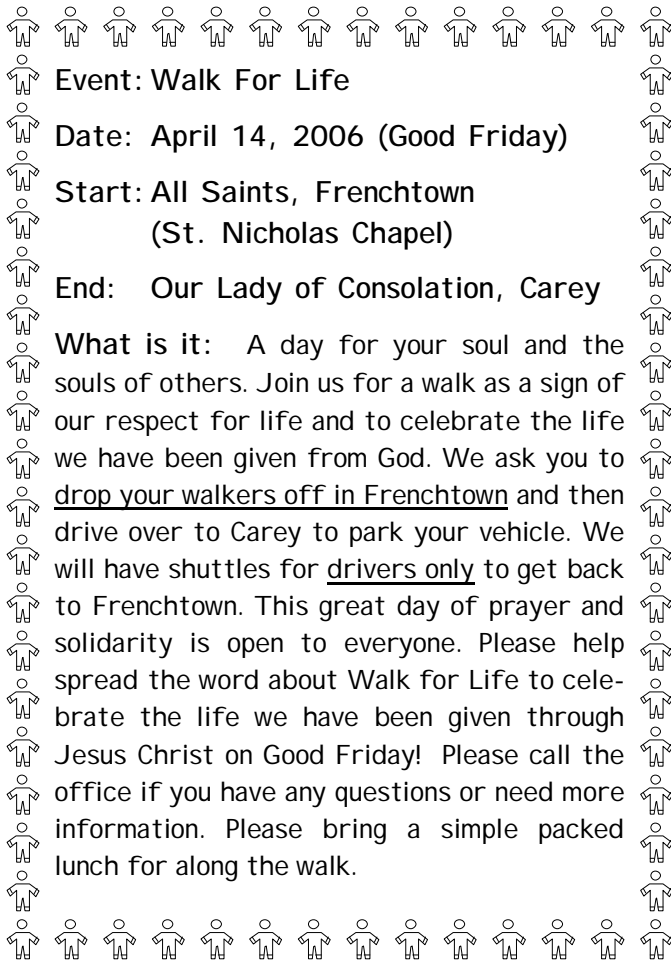 Event: Walk For Life
Date: April 14, 2006 (Good Friday)
Start: All Saints, Frenchtown
(St. Nicholas Chapel)
End: Our Lady of Consolation, Carey
What is it: A day for your soul and the
souls of others. Join us for a walk as a sign of
our respect for life and to celebrate the life
we have been given from God. We ask you to
drop your walkers off in Frenchtown and then
drive over to Carey to park your vehicle. We
will have shuttles for drivers only to get back
to Frenchtown. This great day of prayer and
solidarity is open to everyone. Please help
spread the word about Walk for Life to cele-
brate the life we have been given through
Jesus Christ on Good Friday! Please call the
office if you have any questions or need more
information. Please bring a simple packed
lunch for along the walk.